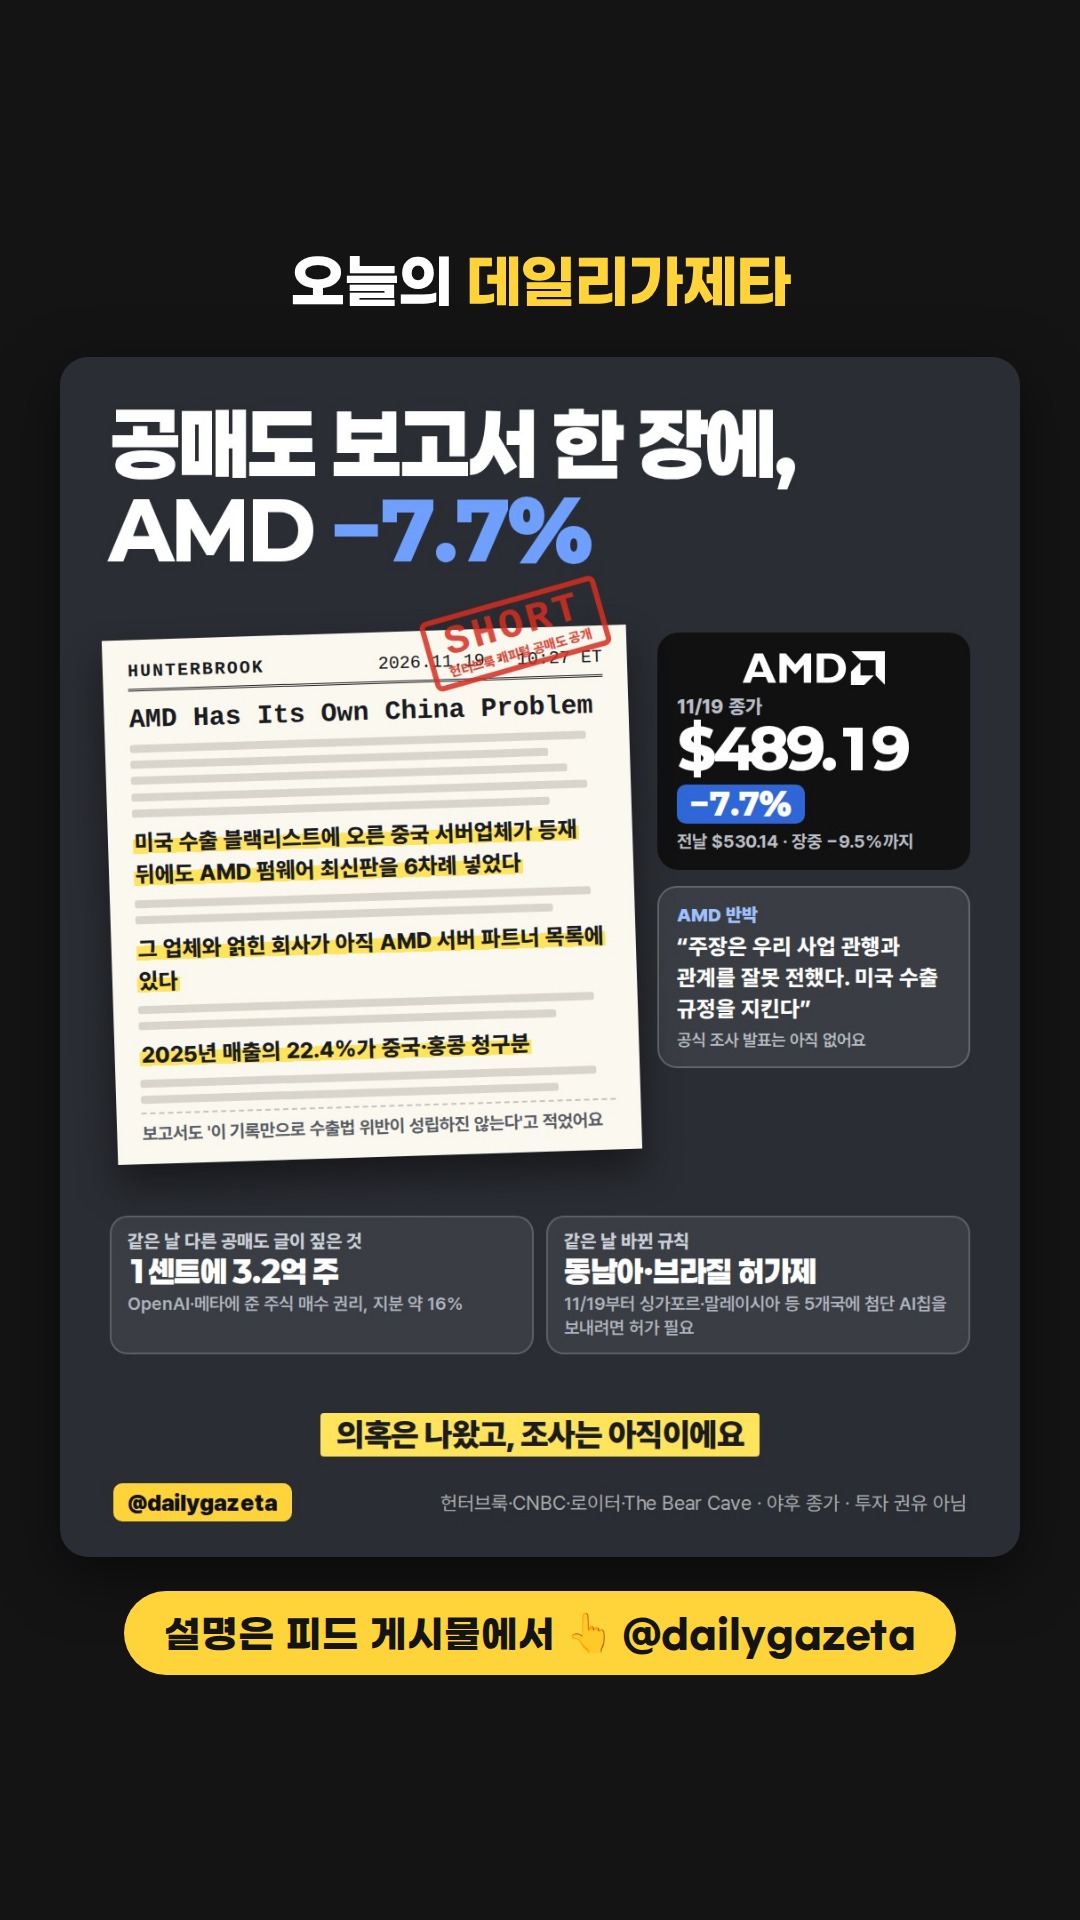 오늘의 데일리가제타
공매도 보고서 한 장에,
AMD −7.7%
SHORT
헌터브룩 캐피털 공매도 공개
HUNTERBROOK 2026.11.19 · 10:27 ET
AMD Has Its Own China Problem
미국 수출 블랙리스트에 오른 중국 서버업체가 등재
뒤에도 AMD 펌웨어 최신판을 6차례 넣었다
그 업체와 얽힌 회사가 아직 AMD 서버 파트너 목록에
있다
2025년 매출의 22.4%가 중국·홍콩 청구분
보고서도 '이 기록만으로 수출법 위반이 성립하진 않는다'고 적었어요
AMD
11/19 종가
$489.19
−7.7%
전날 $530.14 · 장중 −9.5%까지
AMD 반박
“주장은 우리 사업 관행과
관계를 잘못 전했다. 미국 수출
규정을 지킨다”
공식 조사 발표는 아직 없어요
같은 날 다른 공매도 글이 짚은 것
1센트에 3.2억 주
OpenAI·메타에 준 주식 매수 권리, 지분 약 16%
같은 날 바뀐 규칙
동남아·브라질 허가제
11/19부터 싱가포르·말레이시아 등 5개국에 첨단 AI칩을
보내려면 허가 필요
의혹은 나왔고, 조사는 아직이에요
@dailygazeta
헌터브룩·CNBC·로이터·The Bear Cave · 야후 종가 · 투자 권유 아님
설명은 피드 게시물에서 👆 @dailygazeta